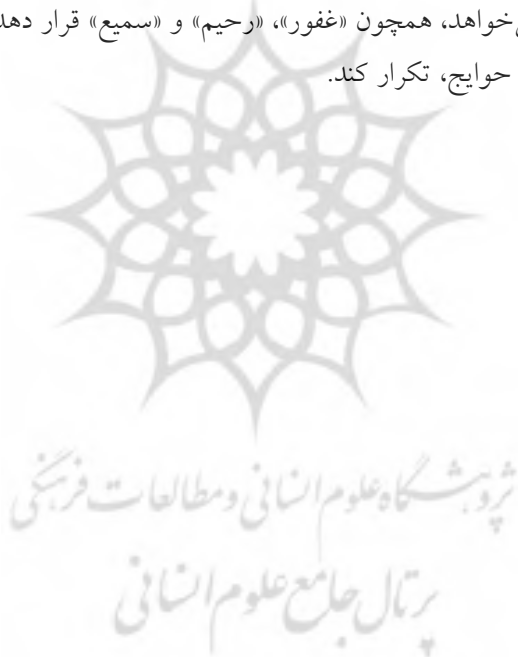 خواهد، همچون «غفور»، «رحیم» و «سمیع» قرار دهد
حوایج، تکرار کند.
پژوهشگاه علوم انسانی و مطالعات فرهنگی
پرتال جامع علوم انسانی